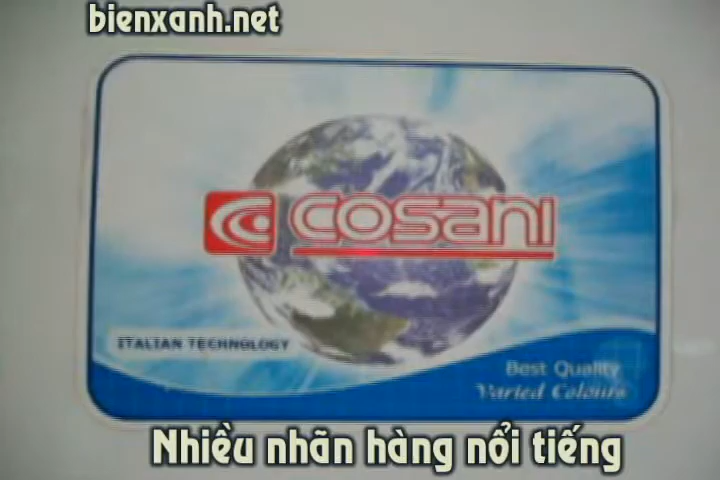 bienxanh.net
COSANI
ITALIAN TECHNOLOGY
Best Quality
Varied Colours
Nhiều nhãn hàng nổi tiếng